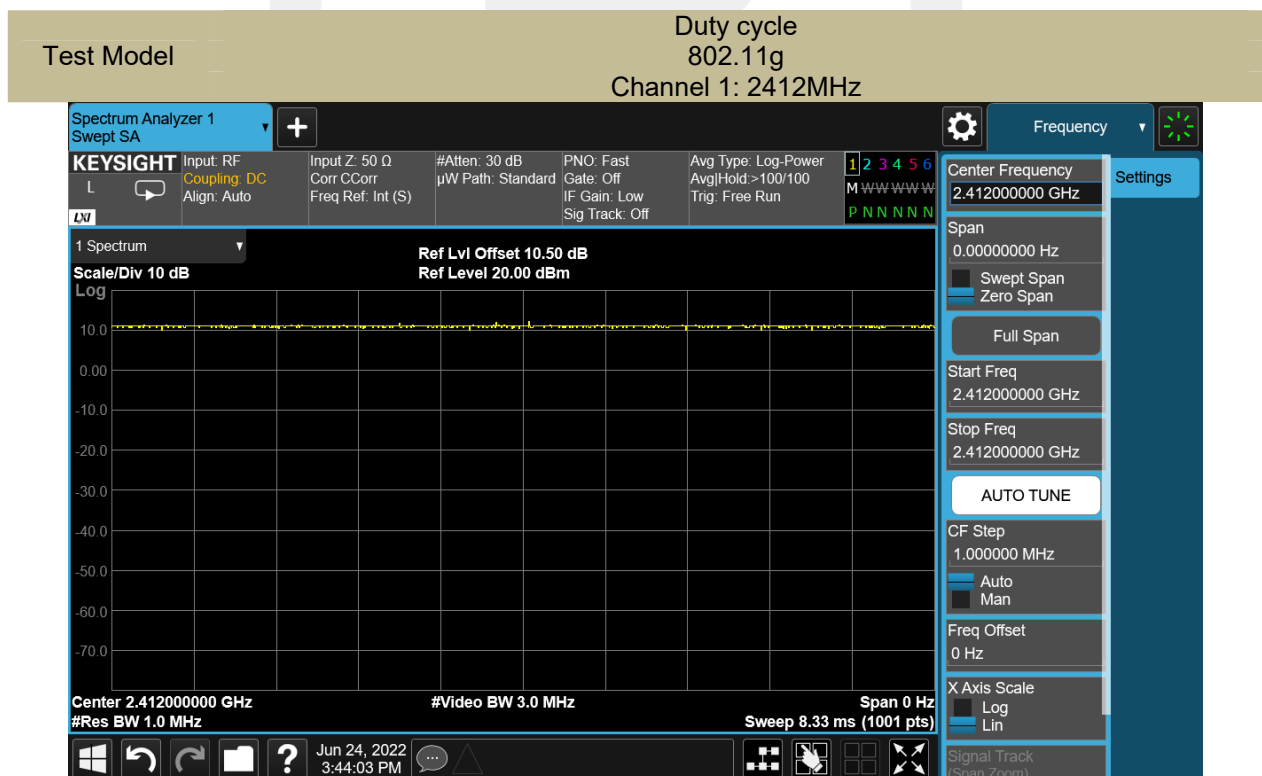 Duty cycle
Test Model
802.11g
Channel 1: 2412MHz
Spectrum Analyzer 1
Swept SA
Frequency
KEYSIGHT
L
LXI
Input: RF
Coupling: DC
Align: Auto
Input Z: 50 Ω
Corr CCorr
Freq Ref: Int (S)
#Atten: 30 dB
µW Path: Standard
PNO: Fast
Gate: Off
IF Gain: Low
Sig Track: Off
Avg Type: Log-Power
Avg|Hold:>100/100
Trig: Free Run
1 2 3 4 5 6
M W W W W W
P N N N N N
Center Frequency
2.412000000 GHz
Settings
Span
0.00000000 Hz
Swept Span
Zero Span
Full Span
Start Freq
2.412000000 GHz
Stop Freq
2.412000000 GHz
AUTO TUNE
CF Step
1.000000 MHz
Auto
Man
Freq Offset
0 Hz
X Axis Scale
Log
Lin
Signal Track
(Span Zoom)
1 Spectrum
Scale/Div 10 dB
Ref Lvl Offset 10.50 dB
Ref Level 20.00 dBm
Log
10.0
0.00
-10.0
-20.0
-30.0
-40.0
-50.0
-60.0
-70.0
Center 2.412000000 GHz
#Video BW 3.0 MHz
Span 0 Hz
#Res BW 1.0 MHz
Sweep 8.33 ms (1001 pts)
?
Jun 24, 2022
3:44:03 PM